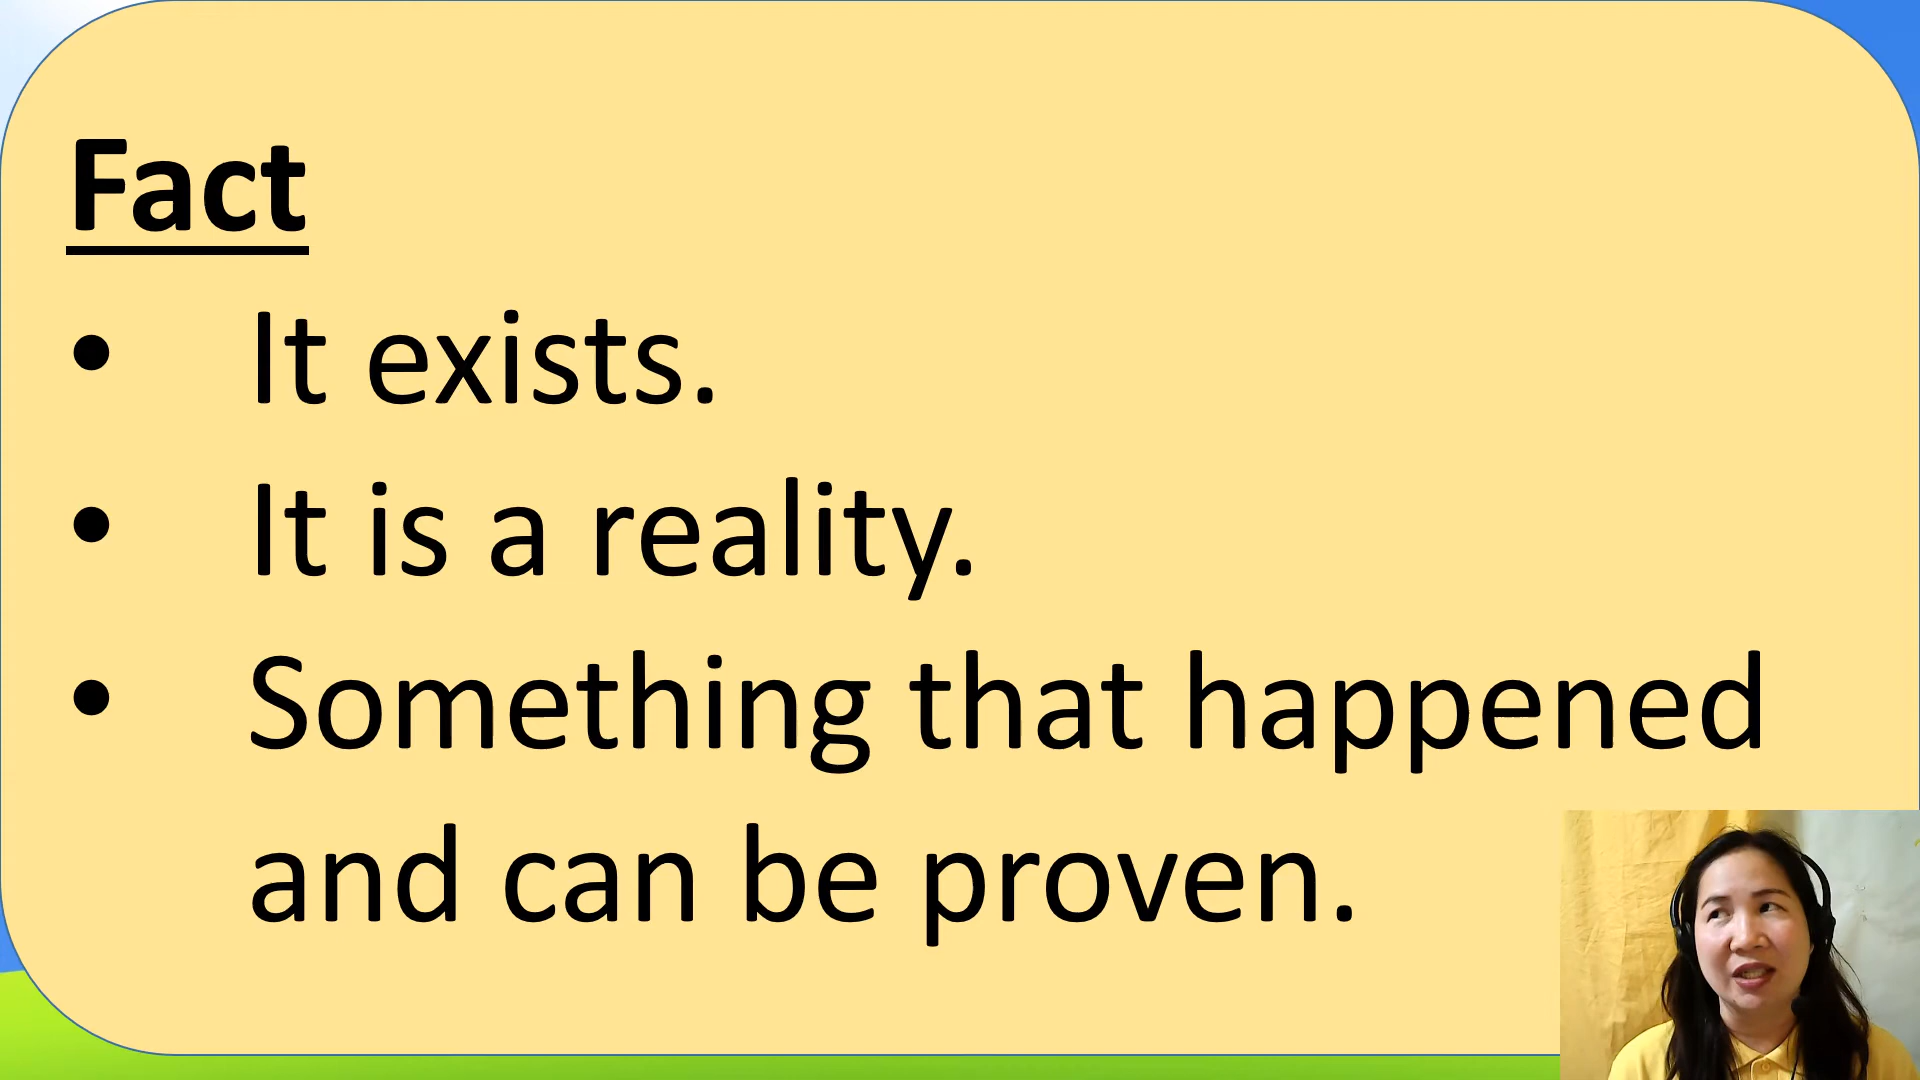 Fact
• It exists.
• It is a reality.
• Something that happened
and can be proven.